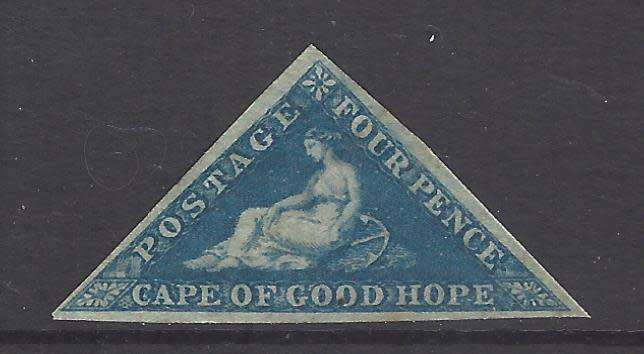 POSTAGE
FOUR PENCE
CAPE OF GOOD HOPE